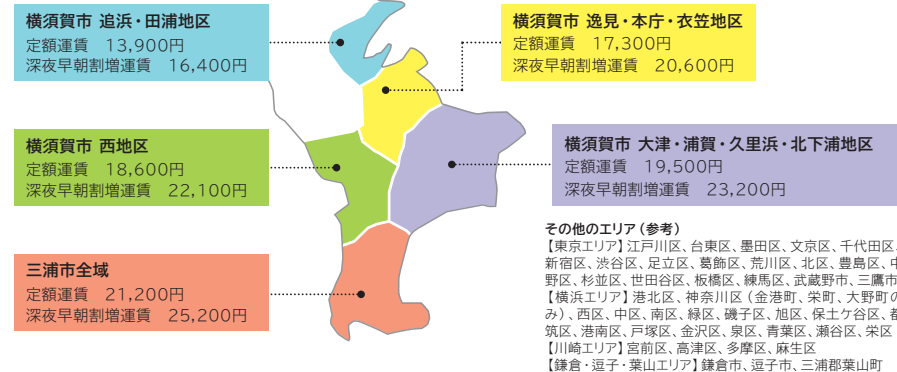 横須賀市 追浜・田浦地区
定額運賃 13,900円
深夜早朝割増運賃 16,400円
横須賀市 逸見・本庁・衣笠地区
定額運賃 17,300円
深夜早朝割増運賃 20,600円
横須賀市 西地区
定額運賃 18,600円
深夜早朝割増運賃 22,100円
横須賀市 大津・浦賀・久里浜・北下浦地区
定額運賃 19,500円
深夜早朝割増運賃 23,200円
三浦市全域
定額運賃 21,200円
深夜早朝割増運賃 25,200円
その他のエリア(参考)
【東京エリア】江戸川区、台東区、墨田区、文京区、千代田区、
新宿区、渋谷区、足立区、葛飾区、荒川区、北区、豊島区、中
野区、杉並区、世田谷区、板橋区、練馬区、武蔵野市、三鷹市
【横浜エリア】港北区、神奈川区(金港町、栄町、大野町の
み)、西区、中区、南区、緑区、磯子区、旭区、保土ケ谷区、都
筑区、港南区、戸塚区、金沢区、泉区、青葉区、瀬谷区、栄区
【川崎エリア】宮前区、高津区、多摩区、麻生区
【鎌倉・逗子・葉山エリア】鎌倉市、逗子市、三浦郡葉山町